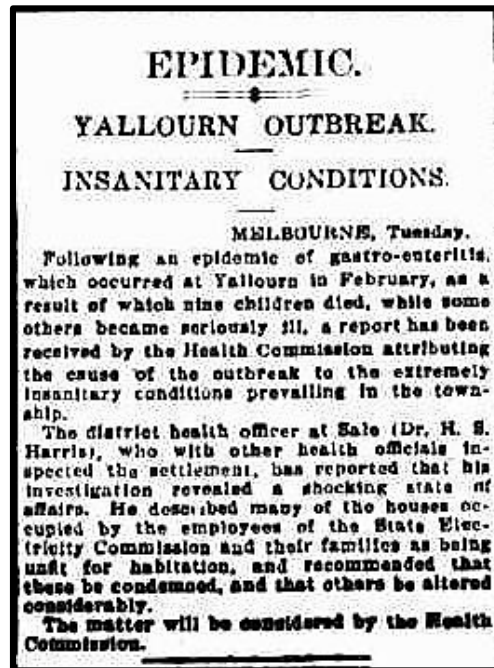 EPIDEMIC.
YALLOURN OUTBREAK.
INSANITARY CONDITIONS.
MELBOURNE, Tuesday.
Following an epidemic of gastro-enteritis,
which occurred at Yallourn in February, as a
result of which nine children died, while some
others became seriously ill, a report has been
received by the Health Commission attributing
the cause of the outbreak to the extremely
insanitary conditions prevailing in the town-
ship.
The district health officer at Sale (Dr. H. S.
Harris), who with other health officials in-
spected the settlement, has reported that his
investigation revealed a shocking state of
affairs. He described many of the houses oc-
cupied by the employees of the State Elec-
tricity Commission and their families as being
unfit for habitation, and recommended that
these be condemned, and that others be altered
considerably.
The matter will be considered by the Health
Commission.